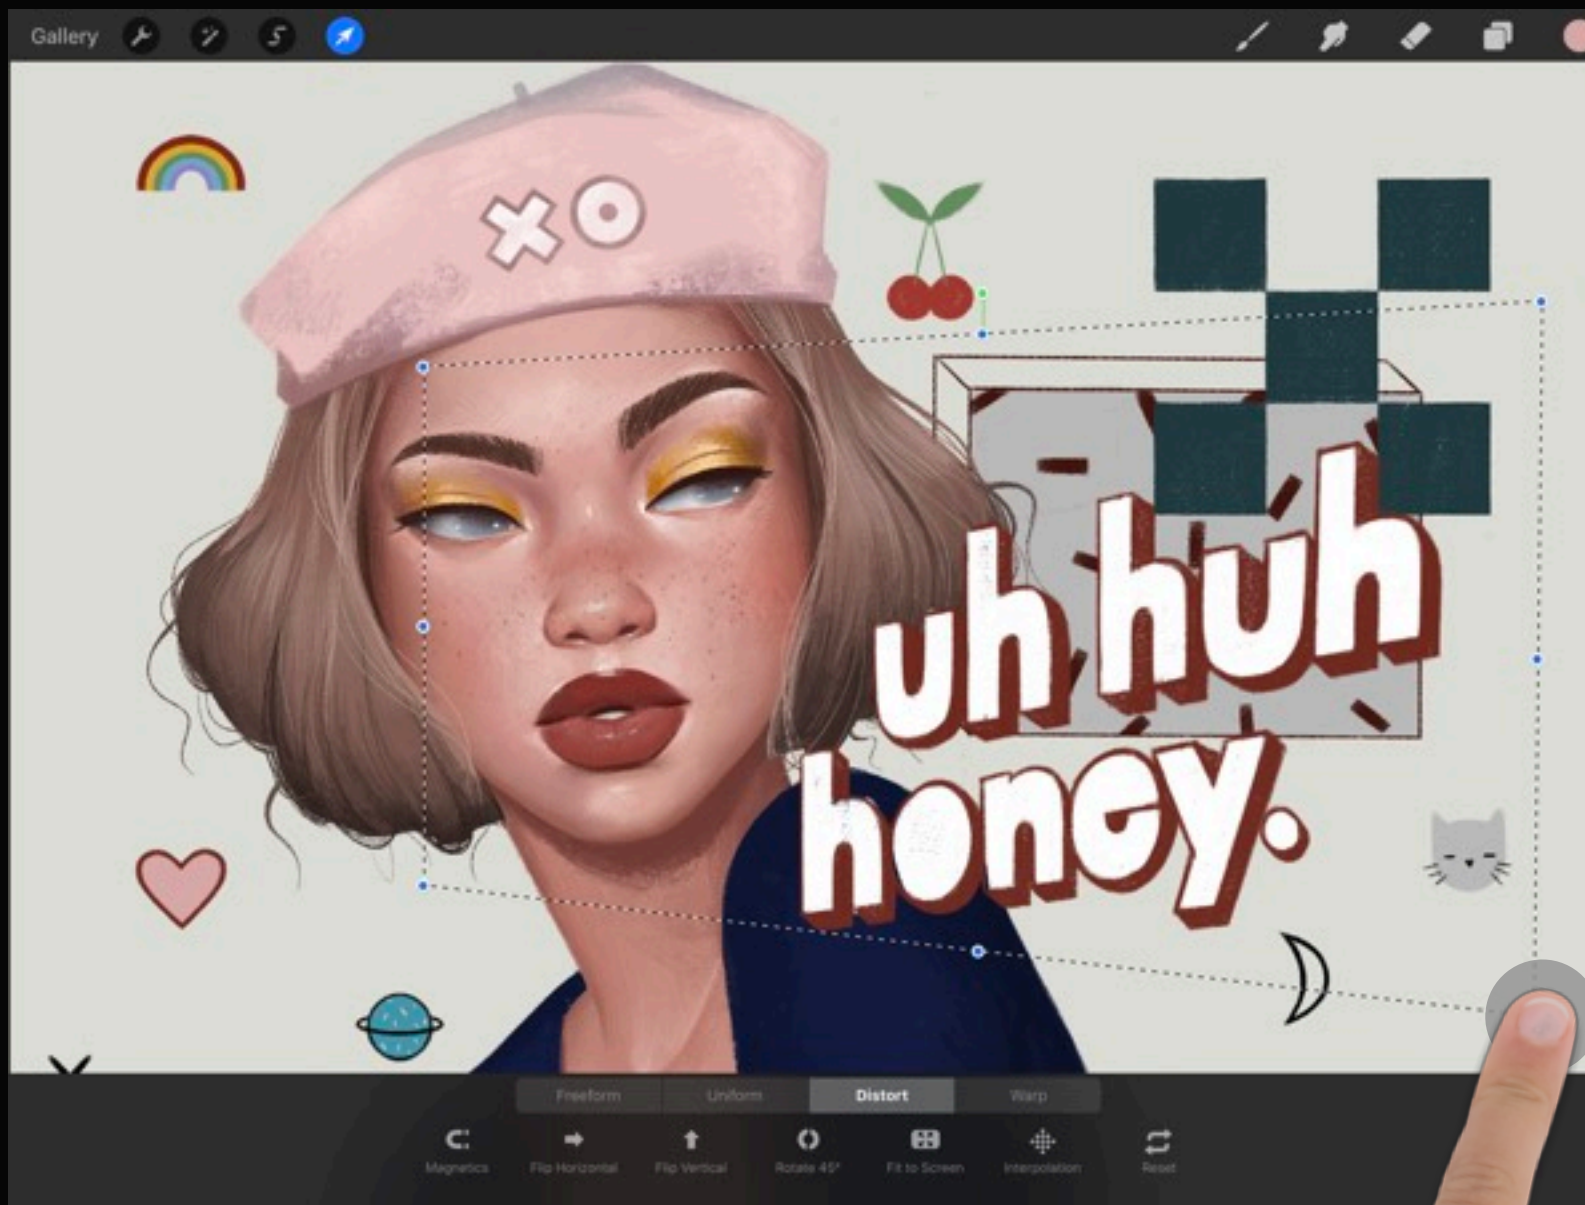 Gallery
XO
uh huh
honey.
Freeform Uniform Distort Warp
Magnetics Flip Horizontal Flip Vertical Rotate 45° Fit to Screen Interpolation Reset